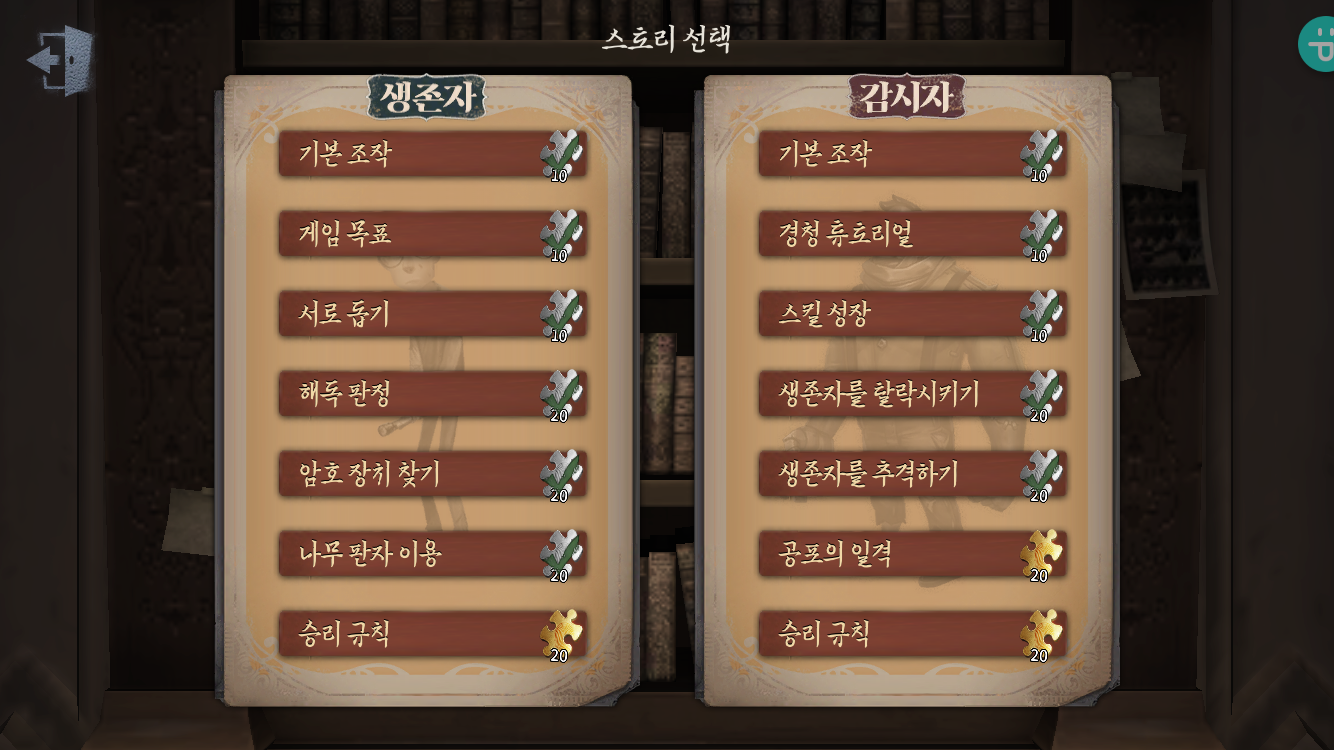 스토리 선택
생존자
기본 조작
10
게임 목표
10
서로 돕기
10
해독 판정
20
암호 장치 찾기
20
나무 판자 이용
20
승리 규칙
20
감시자
기본 조작
10
경청 튜토리얼
10
스킬 성장
10
생존자를 탈락시키기
20
생존자를 추격하기
20
공포의 일격
20
승리 규칙
20